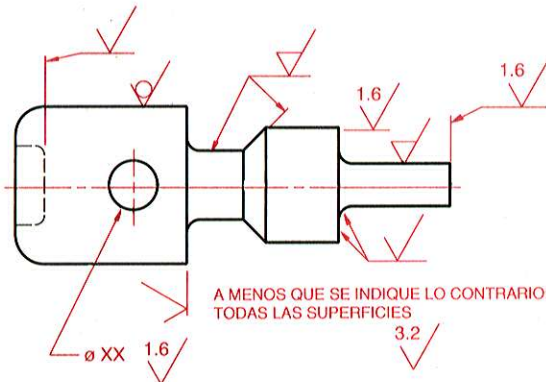 1.6
1.6
A MENOS QUE SE INDIQUE LO CONTRARIO
TODAS LAS SUPERFICIES
3.2
ø XX
1.6